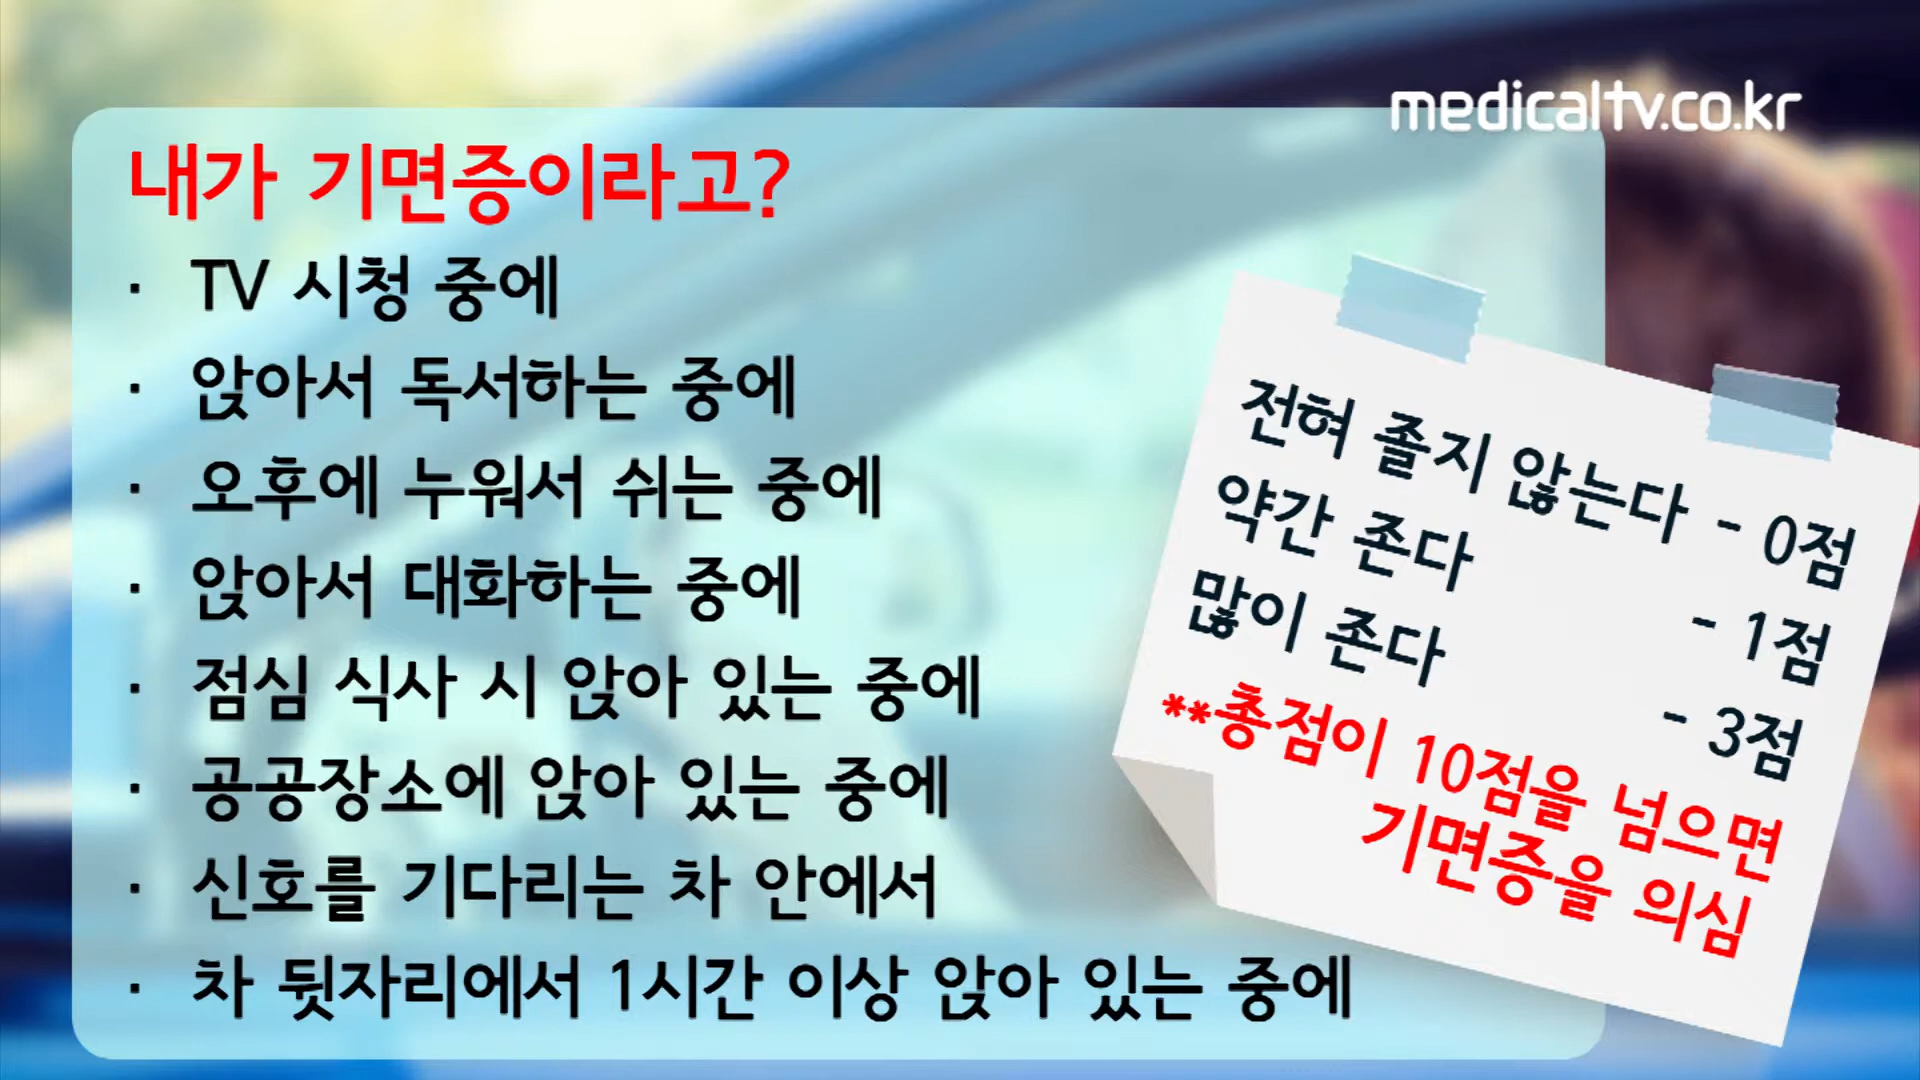 medicaltv.co.kr
내가 기면증이라고?
· TV 시청 중에
· 앉아서 독서하는 중에
· 오후에 누워서 쉬는 중에
· 앉아서 대화하는 중에
· 점심 식사 시 앉아 있는 중에
· 공공장소에 앉아 있는 중에
· 신호를 기다리는 차 안에서
· 차 뒷자리에서 1시간 이상 앉아 있는 중에
전혀 졸지 않는다 - 0점
약간 존다 - 1점
많이 존다 - 3점
**총점이 10점을 넘으면
기면증을 의심